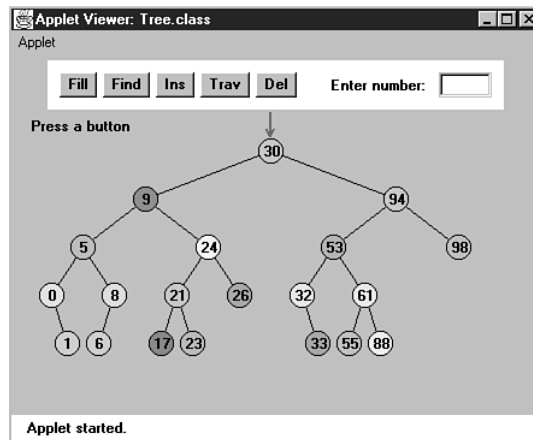 Applet Viewer: Tree.class
Applet
Fill Find Ins Trav Del Enter number:
Press a button
30
9 94
5 24 53 98
0 8 21 26 32 61
1 6 17 23 33 55 88
Applet started.